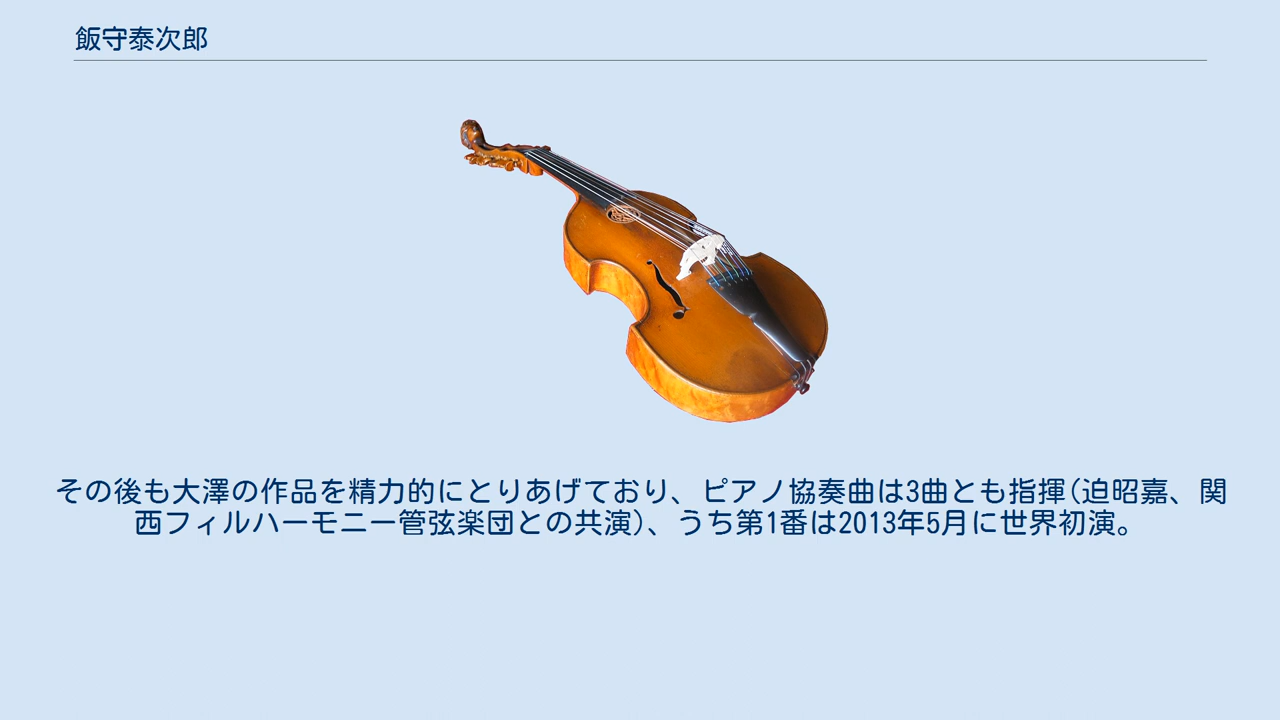 飯守泰次郎
その後も大澤の作品を精力的にとりあげており、ピアノ協奏曲は3曲とも指揮(迫昭嘉、関
西フィルハーモニー管弦楽団との共演)、うち第1番は2013年5月に世界初演。